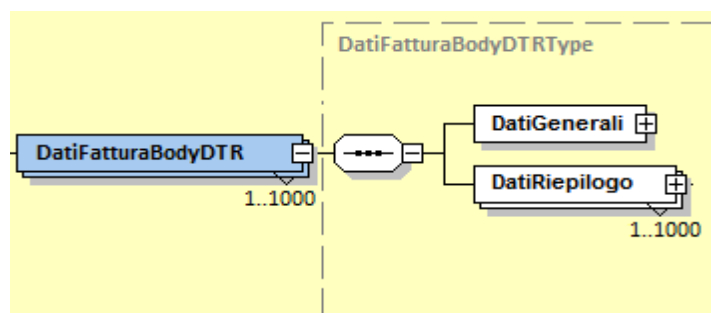 DatiFatturaBodyDTRType
DatiGenerali
DatiFatturaBodyDTR
DatiRiepilogo
1..1000
1..1000